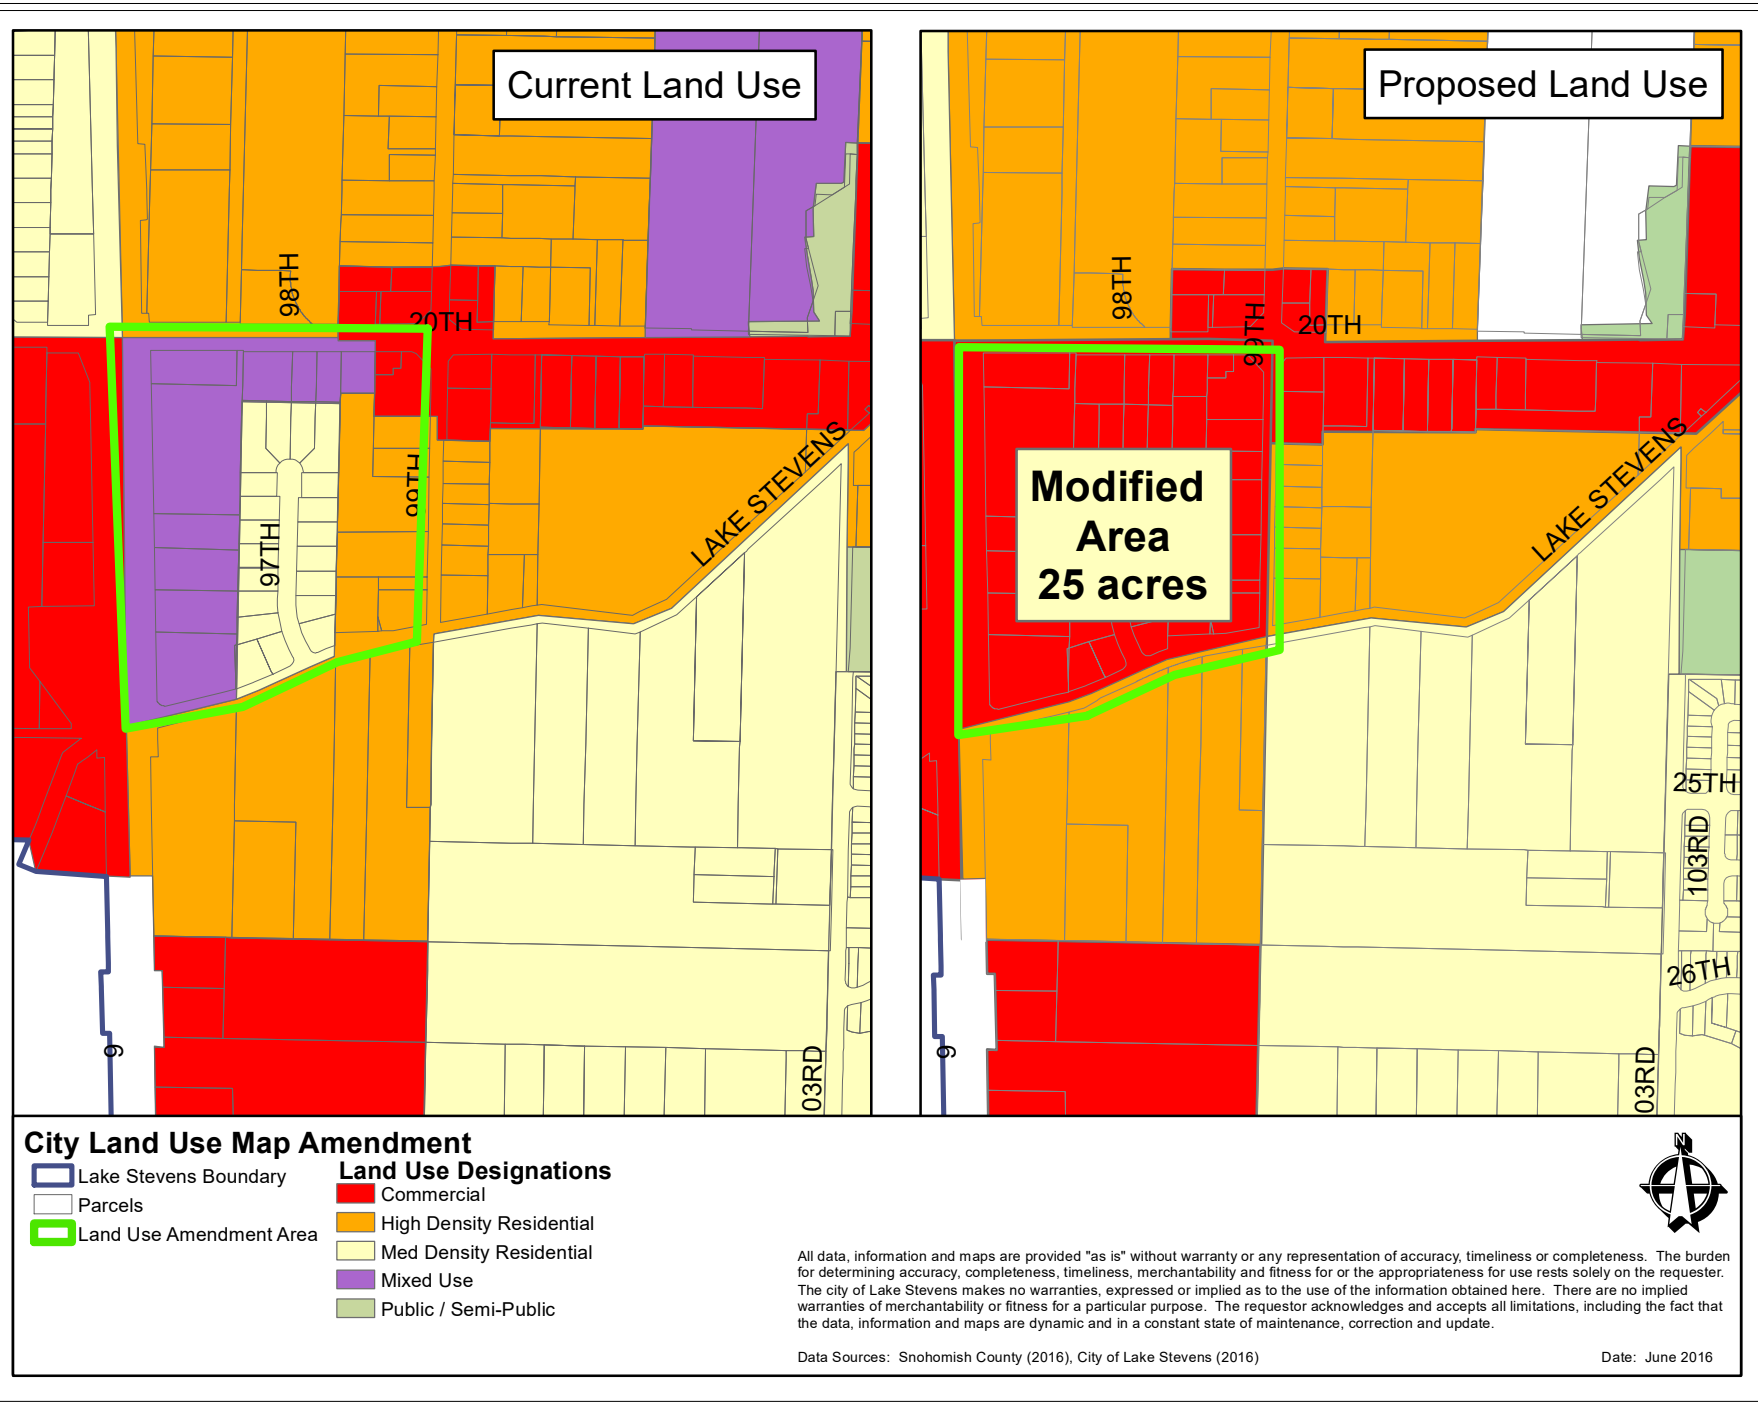 Current Land Use
98TH
20TH
99TH
97TH
LAKE STEVENS
9
03RD
Proposed Land Use
98TH
99TH
20TH
Modified
Area
25 acres
LAKE STEVENS
25TH
103RD
26TH
9
03RD
City Land Use Map Amendment
Lake Stevens Boundary
Parcels
Land Use Amendment Area
Land Use Designations
Commercial
High Density Residential
Med Density Residential
Mixed Use
Public / Semi-Public
N
All data, information and maps are provided "as is" without warranty or any representation of accuracy, timeliness or completeness. The burden
for determining accuracy, completeness, timeliness, merchantability and fitness for or the appropriateness for use rests solely on the requester.
The city of Lake Stevens makes no warranties, expressed or implied as to the use of the information obtained here. There are no implied
warranties of merchantability or fitness for a particular purpose. The requestor acknowledges and accepts all limitations, including the fact that
the data, information and maps are dynamic and in a constant state of maintenance, correction and update.
Data Sources: Snohomish County (2016), City of Lake Stevens (2016)
Date: June 2016